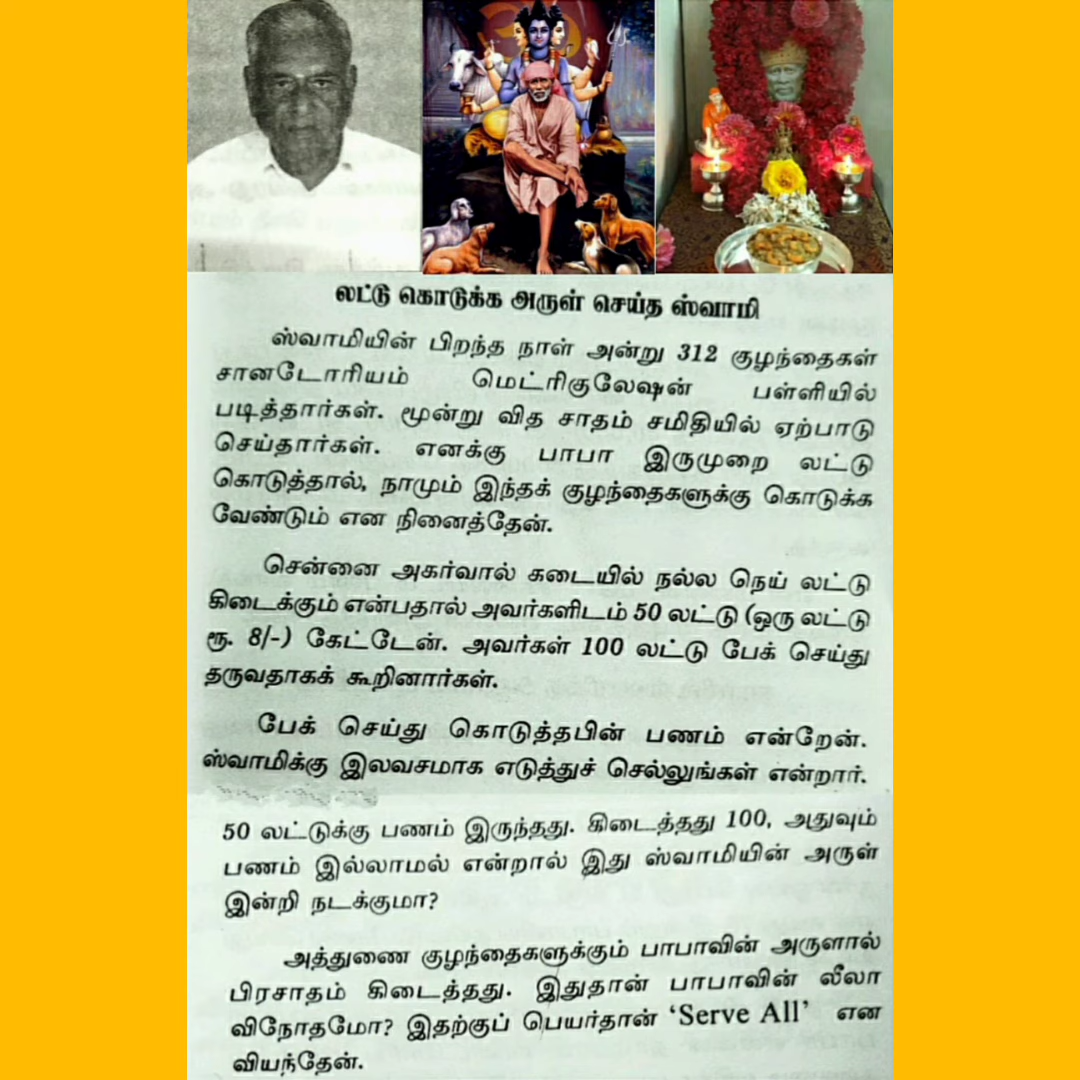 லட்டு கொடுக்க அருள் செய்த ஸ்வாமி
ஸ்வாமியின் பிறந்த நாள் அன்று 312 குழந்தைகள்
சானடோரியம் மெட்ரிகுலேஷன் பள்ளியில்
படித்தார்கள். மூன்று வித சாதம் சமிதியில் ஏற்பாடு
செய்தார்கள். எனக்கு பாபா இருமுறை லட்டு
கொடுத்தால், நாமும் இந்தக் குழந்தைகளுக்கு கொடுக்க
வேண்டும் என நினைத்தேன்.
சென்னை அகர்வால் கடையில் நல்ல நெய் லட்டு
கிடைக்கும் என்பதால் அவர்களிடம் 50 லட்டு (ஒரு லட்டு
ரூ. 8/-) கேட்டேன். அவர்கள் 100 லட்டு பேக் செய்து
தருவதாகக் கூறினார்கள்.
பேக் செய்து கொடுத்தபின் பணம் என்றேன்.
ஸ்வாமிக்கு இலவசமாக எடுத்துச் செல்லுங்கள் என்றார்.
50 லட்டுக்கு பணம் இருந்தது. கிடைத்தது 100, அதுவும்
பணம் இல்லாமல் என்றால் இது ஸ்வாமியின் அருள்
இன்றி நடக்குமா?
அத்துணை குழந்தைகளுக்கும் பாபாவின் அருளால்
பிரசாதம் கிடைத்தது. இதுதான் பாபாவின் லீலா
விநோதமோ? இதற்குப் பெயர்தான் ‘Serve All’ என
வியந்தேன்.